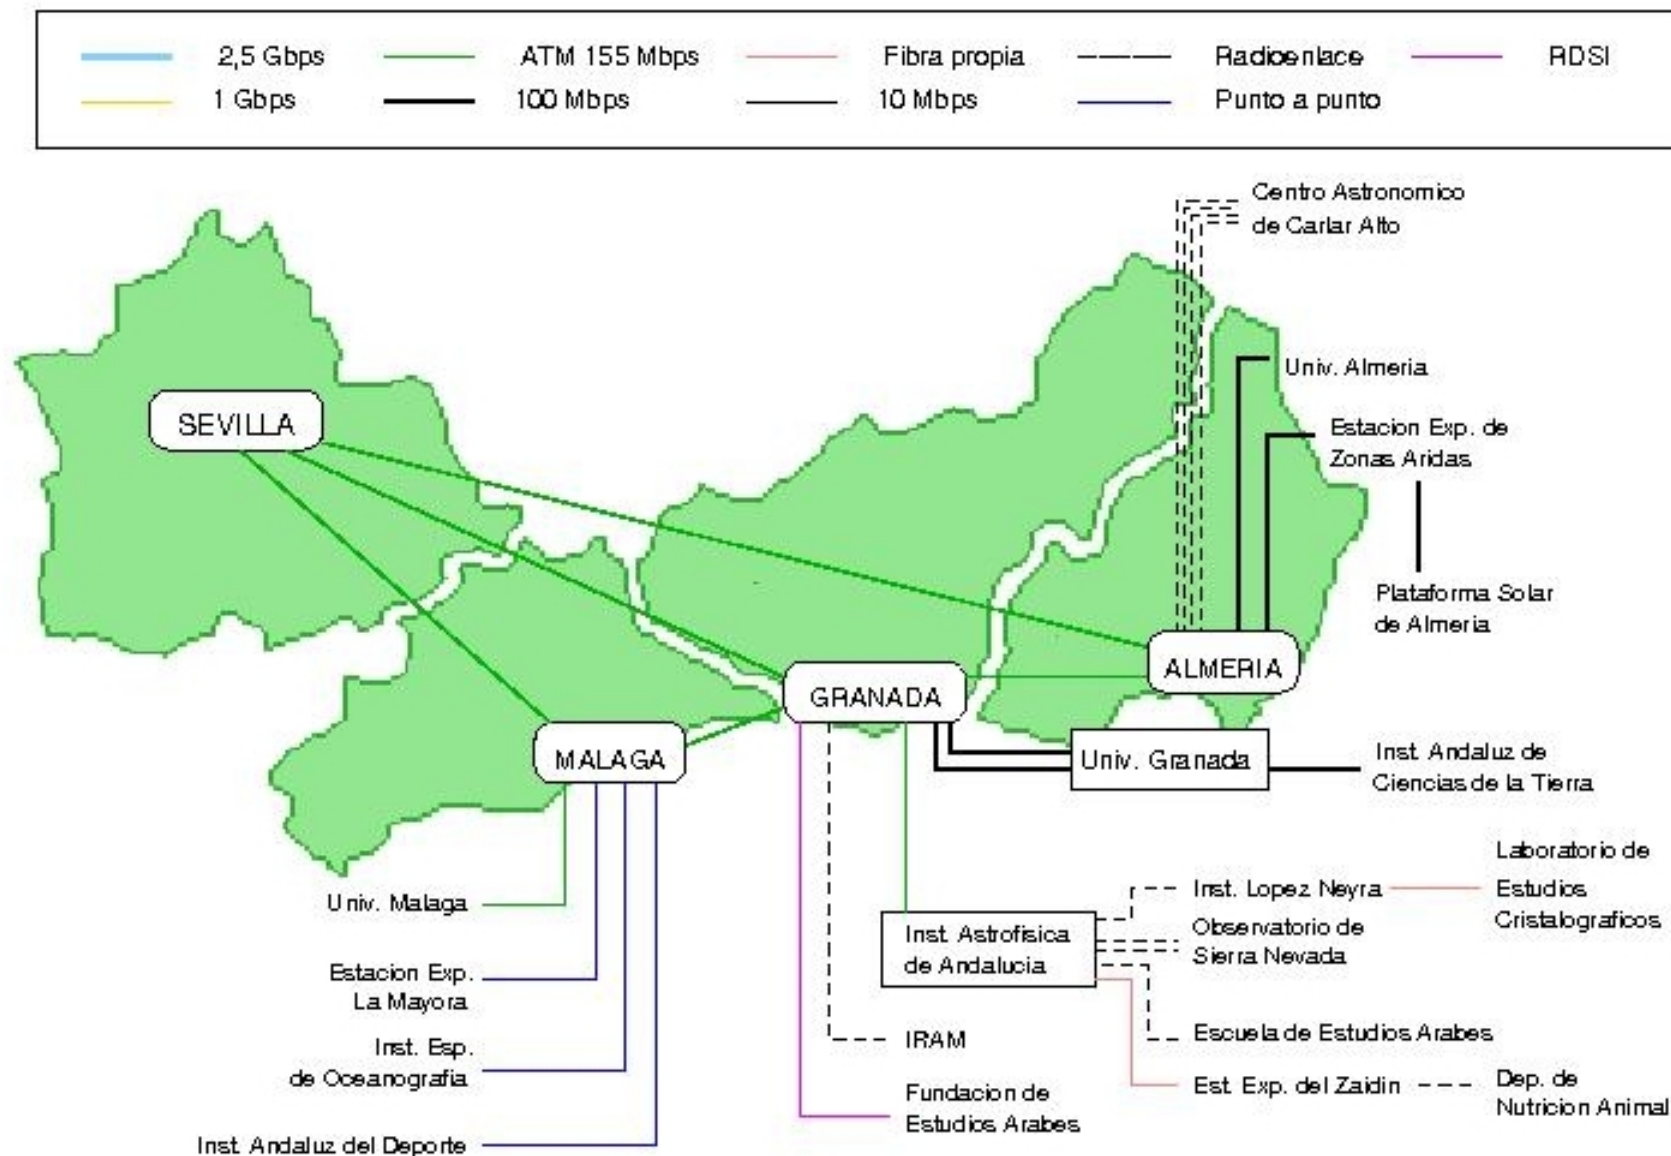 2,5 Gbps
ATM 155 Mbps
Fibra propia
Radioenlace
RDSI
1 Gbps
100 Mbps
10 Mbps
Punto a punto
Centro Astronomico
de Carlar Alto
Univ. Almeria
Estacion Exp. de
Zonas Aridas
Plataforma Solar
de Almeria
SEVILLA
ALMERIA
GRANADA
MALAGA
Univ. Granada
Inst. Andaluz de
Ciencias de la Tierra
Laboratorio de
Estudios
Cristalograficos
Inst. Lopez Neyra
Univ. Malaga
Inst. Astrofisica
de Andalucia
Observatorio de
Sierra Nevada
Estacion Exp.
La Mayora
Escuela de Estudios Arabes
IRAM
Inst. Esp.
de Oceanografia
Est. Exp. del Zaidin
Dep. de
Nutricion Animal
Fundacion de
Estudios Arabes
Inst. Andaluz del Deporte